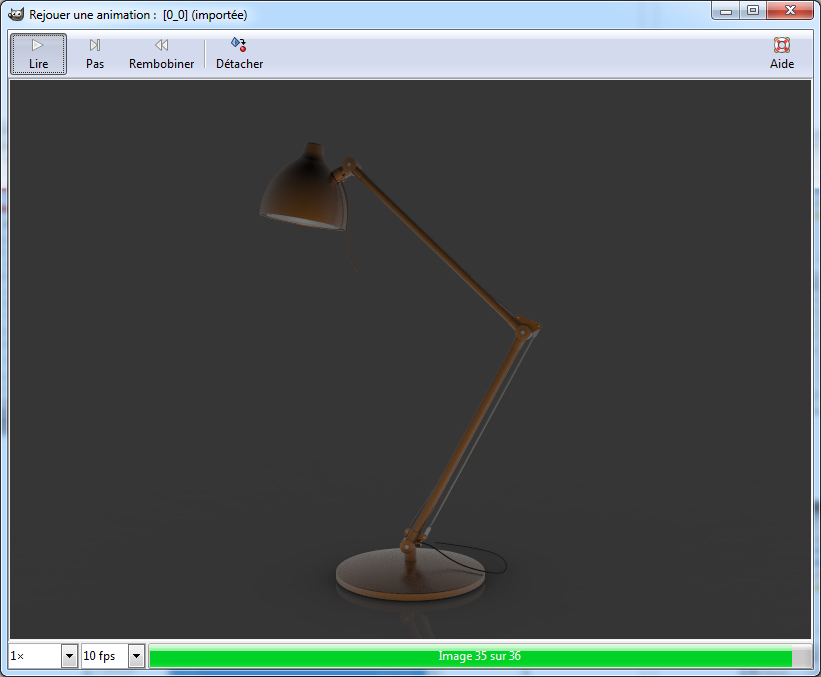 Rejouer une animation : [0_0] (importée)
Lire Pas Rembobiner Détacher Aide
1× 10 fps Image 35 sur 36